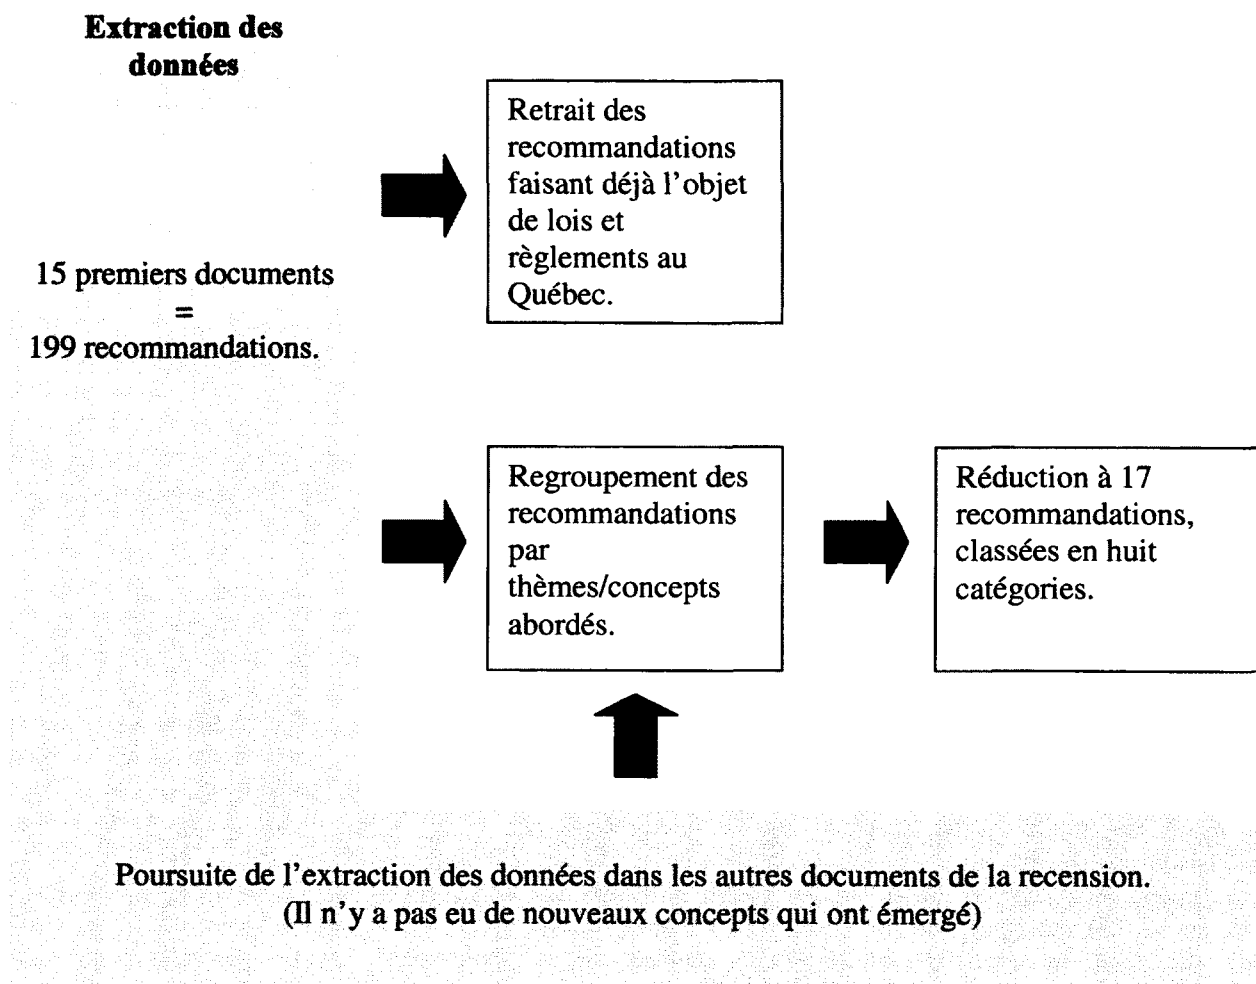 Extraction des
données
15 premiers documents
=
199 recommandations.
Retrait des
recommandations
faisant déjà l'objet
de lois et
règlements au
Québec.
Regroupement des
recommandations
par
thèmes/concepts
abordés.
Réduction à 17
recommandations,
classées en huit
catégories.
Poursuite de l'extraction des données dans les autres documents de la recension.
(Il n'y a pas eu de nouveaux concepts qui ont émergé)